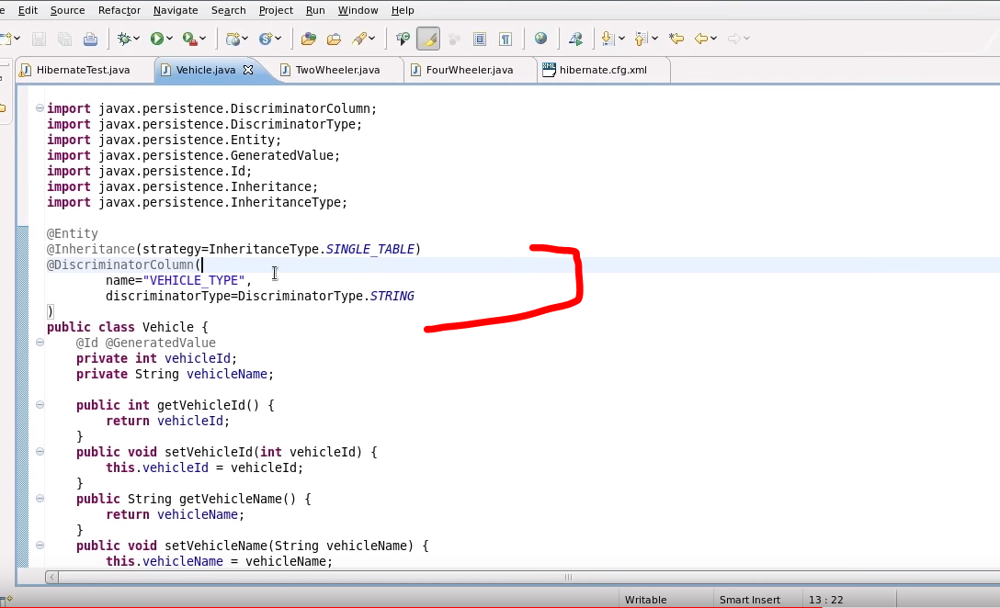 Edit Source Refactor Navigate Search Project Run Window Help
HibernateTest.java Vehicle.java TwoWheeler.java FourWheeler.java hibernate.cfg.xml
import javax.persistence.DiscriminatorColumn;
import javax.persistence.DiscriminatorType;
import javax.persistence.Entity;
import javax.persistence.GeneratedValue;
import javax.persistence.Id;
import javax.persistence.Inheritance;
import javax.persistence.InheritanceType;
@Entity
@Inheritance(strategy=InheritanceType.SINGLE_TABLE)
@DiscriminatorColumn(
name="VEHICLE_TYPE",
discriminatorType=DiscriminatorType.STRING
)
public class Vehicle {
@Id @GeneratedValue
private int vehicleId;
private String vehicleName;
public int getVehicleId() {
return vehicleId;
}
public void setVehicleId(int vehicleId) {
this.vehicleId = vehicleId;
}
public String getVehicleName() {
return vehicleName;
}
public void setVehicleName(String vehicleName) {
this.vehicleName = vehicleName;
Writable Smart Insert 13 : 22